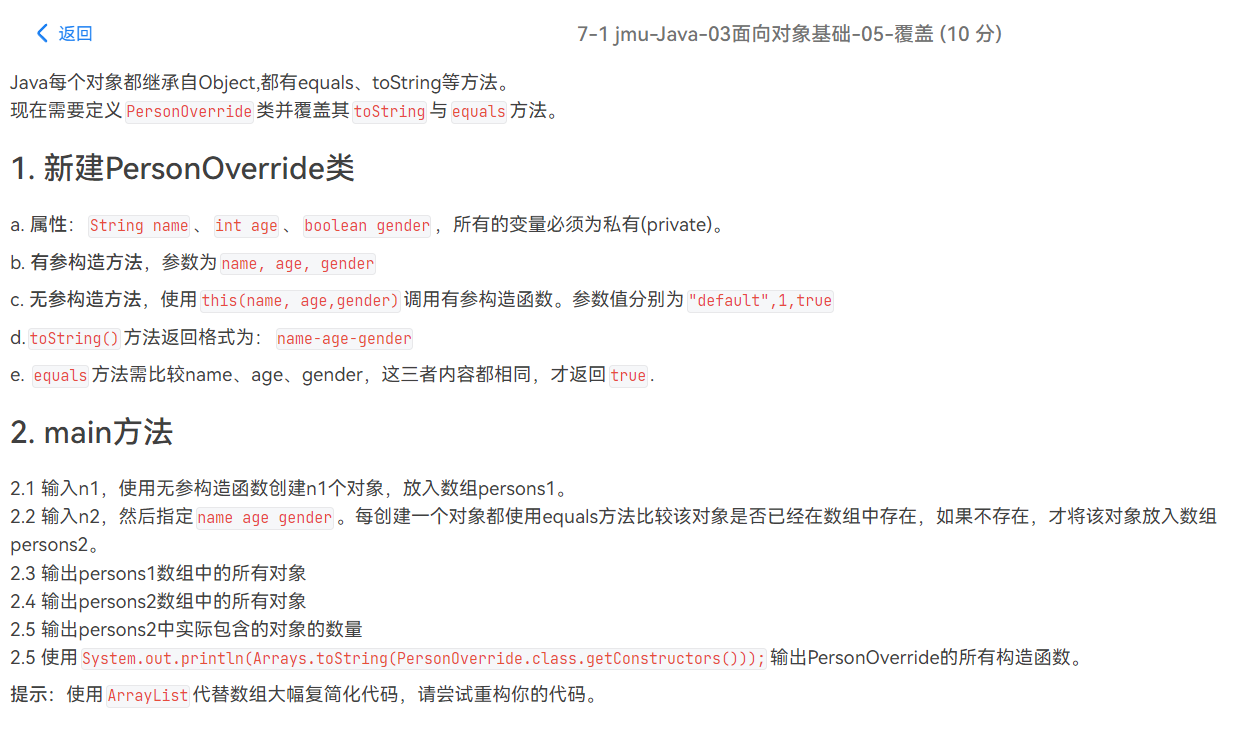 返回
7-1 jmu-Java-03面向对象基础-05-覆盖 (10 分)
Java每个对象都继承自Object,都有equals、toString等方法。
现在需要定义PersonOverride类并覆盖其toString与equals方法。
1. 新建PersonOverride类
a. 属性：String name、int age、boolean gender，所有的变量必须为私有(private)。
b. 有参构造方法，参数为name, age, gender
c. 无参构造方法，使用this(name, age,gender)调用有参构造函数。参数值分别为"default",1,true
d.toString()方法返回格式为：name-age-gender
e. equals方法需比较name、age、gender，这三者内容都相同，才返回true.
2. main方法
2.1 输入n1，使用无参构造函数创建n1个对象，放入数组persons1。
2.2 输入n2，然后指定name age gender。每创建一个对象都使用equals方法比较该对象是否已经在数组中存在，如果不存在，才将该对象放入数组
persons2。
2.3 输出persons1数组中的所有对象
2.4 输出persons2数组中的所有对象
2.5 输出persons2中实际包含的对象的数量
2.5 使用System.out.println(Arrays.toString(PersonOverride.class.getConstructors()));输出PersonOverride的所有构造函数。
提示：使用ArrayList代替数组大幅复简化代码，请尝试重构你的代码。